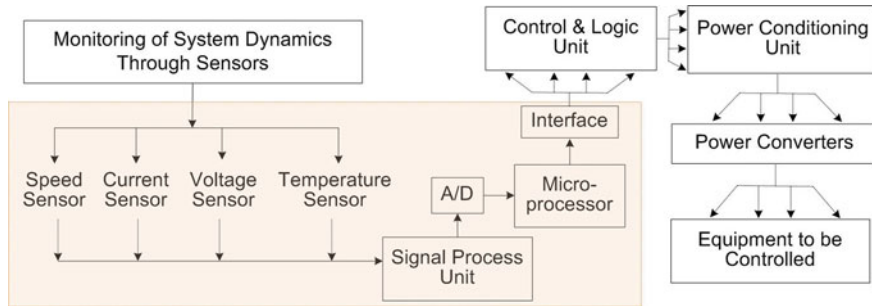 Monitoring of System Dynamics
Through Sensors
Control & Logic
Unit
Power Conditioning
Unit
Interface
Power Converters
Speed
Sensor
Current
Sensor
Voltage
Sensor
Temperature
Sensor
A/D
Micro-
processor
Signal Process
Unit
Equipment to be
Controlled